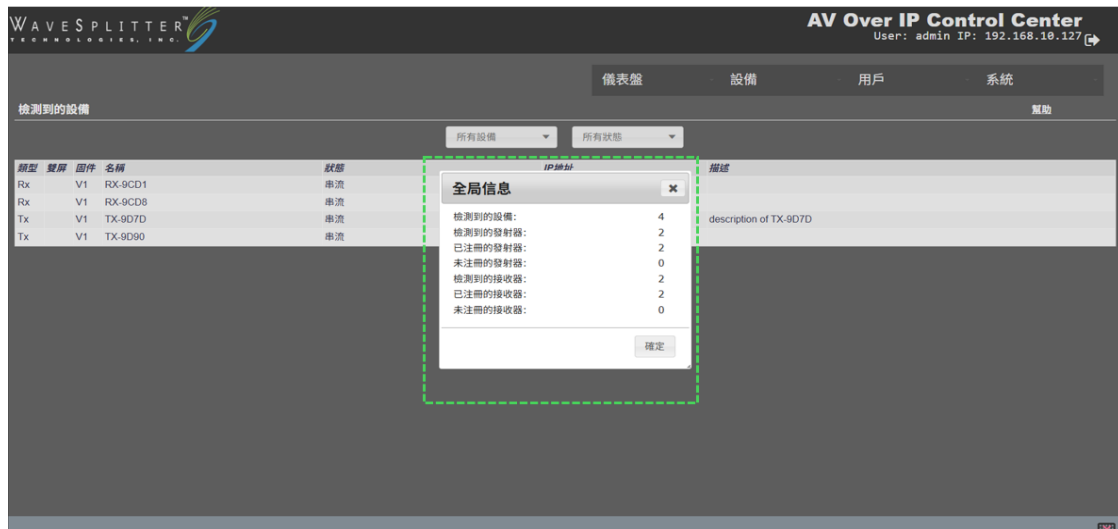 WAVESPLITTER™
TECHNOLOGIES, INC.
AV Over IP Control Center
User: admin IP: 192.168.10.127
儀表盤 設備 用戶 系統
檢測到的設備 幫助
所有設備 所有狀態
類型 雙屏 固件 名稱 狀態 IP地址 描述
Rx V1 RX-9CD1 串流
Rx V1 RX-9CD8 串流
Tx V1 TX-9D7D 串流 description of TX-9D7D
Tx V1 TX-9D90 串流
全局信息
檢測到的設備: 4
檢測到的發射器: 2
已注冊的發射器: 2
未注冊的發射器: 0
檢測到的接收器: 2
已注冊的接收器: 2
未注冊的接收器: 0
確定